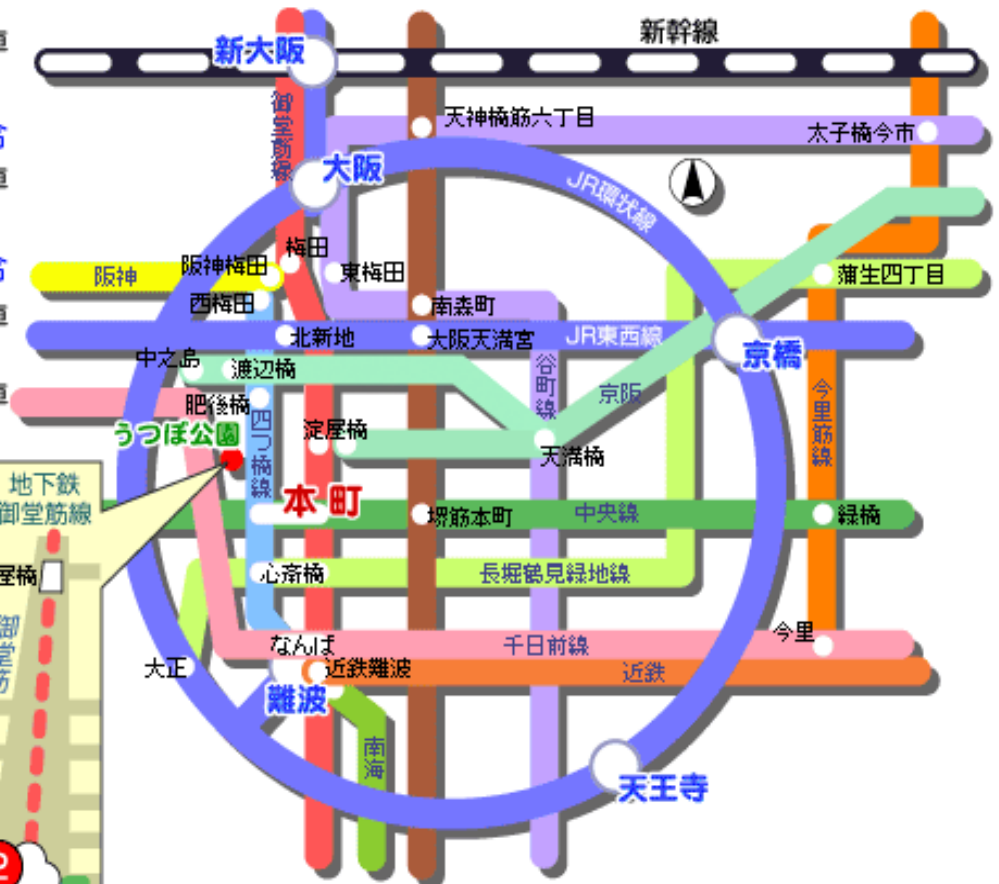 新幹線
新大阪
御堂筋線
天神橋筋六丁目
太子橋今市
大阪
JR環状線
梅田
阪神
阪神梅田
東梅田
蒲生四丁目
西梅田
南森町
北新地
大阪天満宮
JR東西線
京橋
中之島
渡辺橋
谷町線
京阪
今里筋線
肥後橋
四つ橋線
うつぼ公園
淀屋橋
天満橋
地下鉄
御堂筋線
本町
堺筋本町
中央線
緑橋
屋橋
心斎橋
長堀鶴見緑地線
御堂筋
なんば
千日前線
今里
大正
近鉄難波
近鉄
難波
南海
天王寺
2